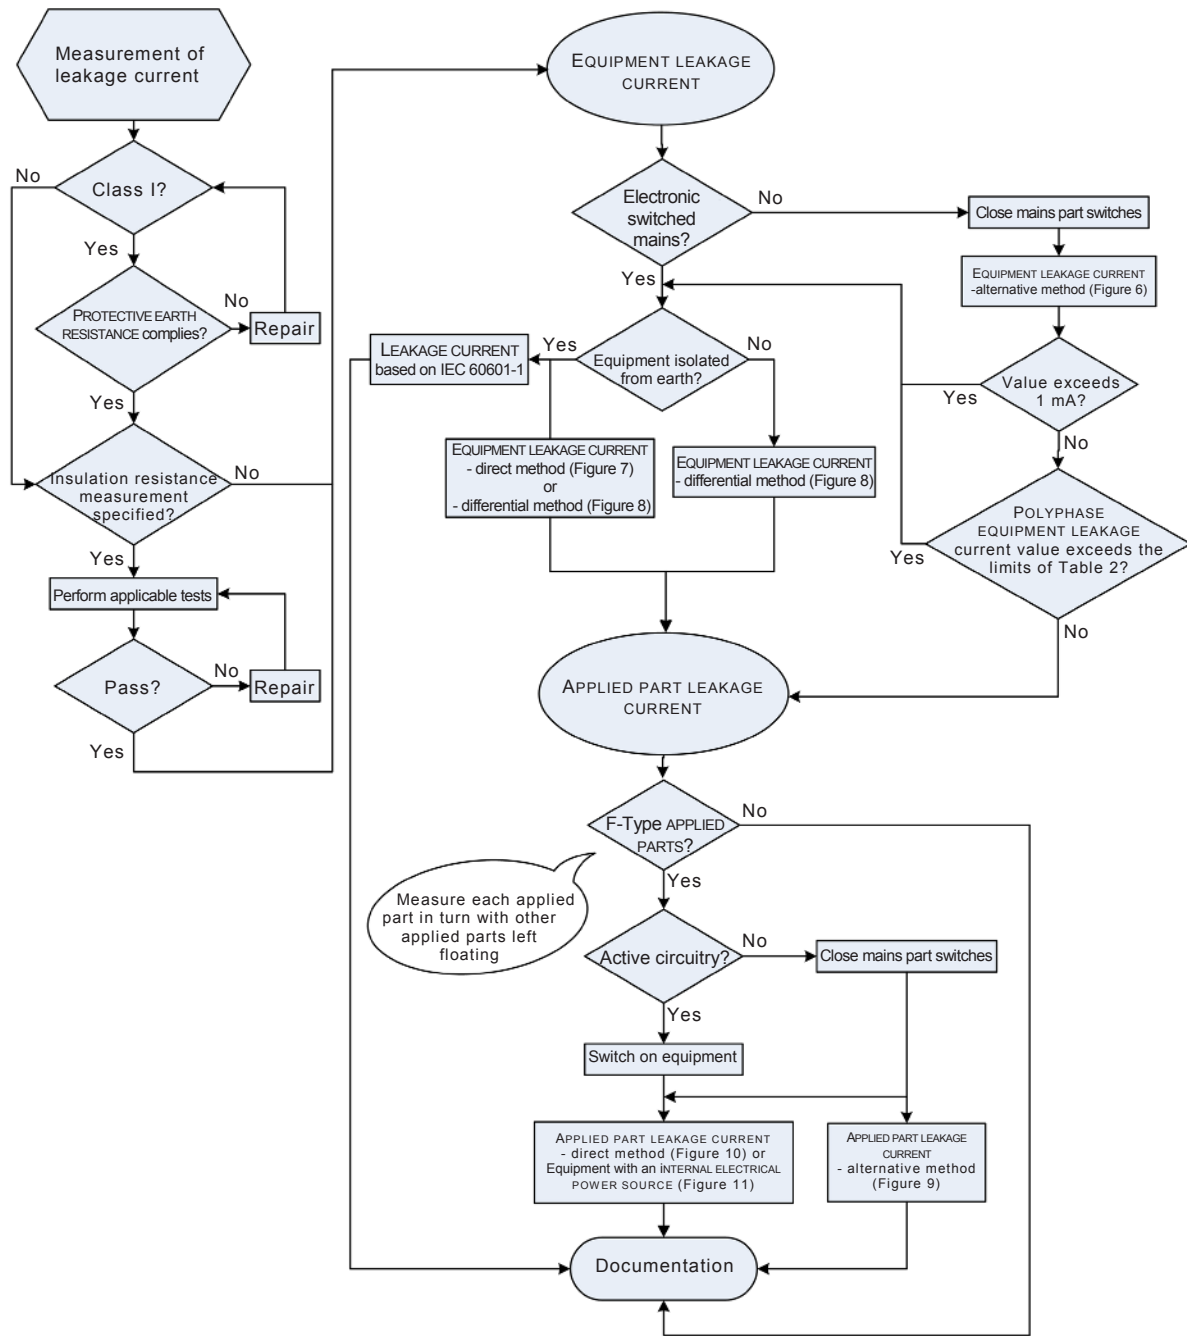 Measurement of
leakage current
Class I?
No
Yes
PROTECTIVE EARTH
RESISTANCE complies?
No
Repair
Yes
Insulation resistance
measurement
specified?
No
Yes
Perform applicable tests
Pass?
No
Repair
Yes
EQUIPMENT LEAKAGE
CURRENT
Electronic
switched
mains?
No
Close mains part switches
EQUIPMENT LEAKAGE CURRENT
-alternative method (Figure 6)
Value exceeds
1 mA?
Yes
No
POLYPHASE
EQUIPMENT LEAKAGE
current value exceeds the
limits of Table 2?
Yes
No
Yes
Equipment isolated
from earth?
Yes
No
LEAKAGE CURRENT
based on IEC 60601-1
EQUIPMENT LEAKAGE CURRENT
- direct method (Figure 7)
or
- differential method (Figure 8)
EQUIPMENT LEAKAGE CURRENT
- differential method (Figure 8)
APPLIED PART LEAKAGE
CURRENT
F-Type APPLIED
PARTS?
No
Yes
Measure each applied
part in turn with other
applied parts left
floating
Active circuitry?
No
Close mains part switches
Yes
Switch on equipment
APPLIED PART LEAKAGE CURRENT
- direct method (Figure 10) or
Equipment with an INTERNAL ELECTRICAL
POWER SOURCE (Figure 11)
APPLIED PART LEAKAGE
CURRENT
- alternative method
(Figure 9)
Documentation